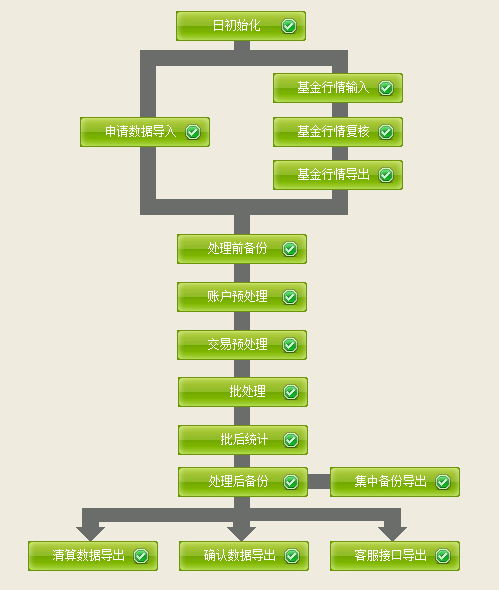 日初始化
基金行情输入
申请数据导入
基金行情复核
基金行情导出
处理前备份
账户预处理
交易预处理
批处理
批后统计
处理后备份
集中备份导出
清算数据导出
确认数据导出
客服接口导出